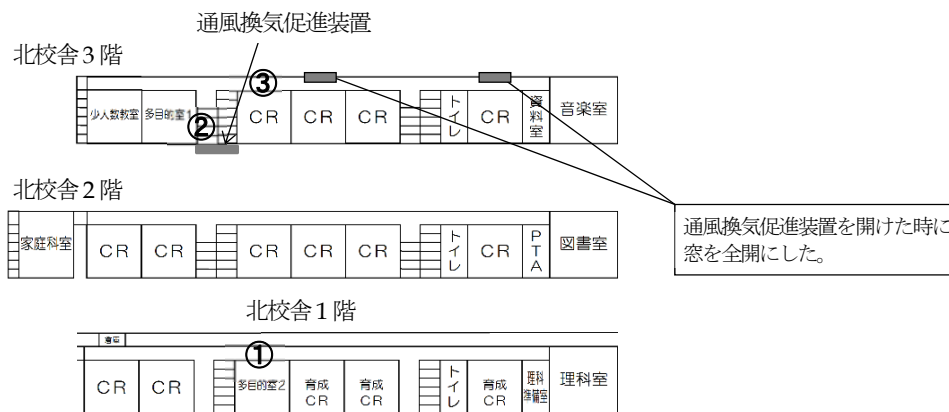 通風換気促進装置
北校舎3階
③
少人数教室 多目的室1 ② CR CR CR トイレ CR 資料室 音楽室
北校舎2階
家庭科室 CR CR CR CR CR トイレ CR PTA 図書室
通風換気促進装置を開けた時に
窓を全開にした。
北校舎1階
倉庫
①
CR CR 多目的室2 育成CR 育成CR トイレ 育成CR 理科準備室 理科室